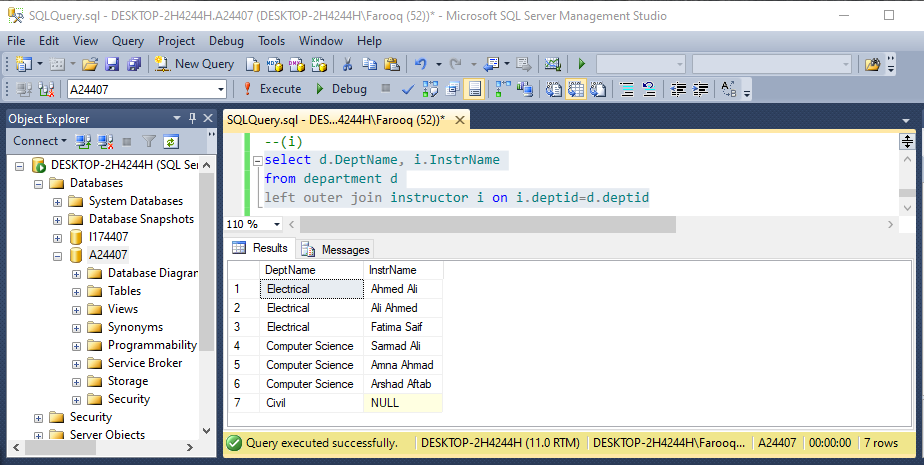 SQLQuery.sql - DESKTOP-2H4244H.A24407 (DESKTOP-2H4244H\Farooq (52))* - Microsoft SQL Server Management Studio
File Edit View Query Project Debug Tools Window Help
New Query
A24407 Execute Debug
Object Explorer
Connect
DESKTOP-2H4244H (SQL Ser
Databases
System Databases
Database Snapshots
I174407
A24407
Database Diagrar
Tables
Views
Synonyms
Programmability
Service Broker
Storage
Security
Security
Server Objects
SQLQuery.sql - DES...4244H\Farooq (52))*
--(i)
select d.DeptName, i.InstrName
from department d
left outer join instructor i on i.deptid=d.deptid
110 %
Results Messages
DeptName InstrName
1 Electrical Ahmed Ali
2 Electrical Ali Ahmed
3 Electrical Fatima Saif
4 Computer Science Sarmad Ali
5 Computer Science Amna Ahmad
6 Computer Science Arshad Aftab
7 Civil NULL
Query executed successfully. DESKTOP-2H4244H (11.0 RTM) DESKTOP-2H4244H\Farooq... A24407 00:00:00 7 rows